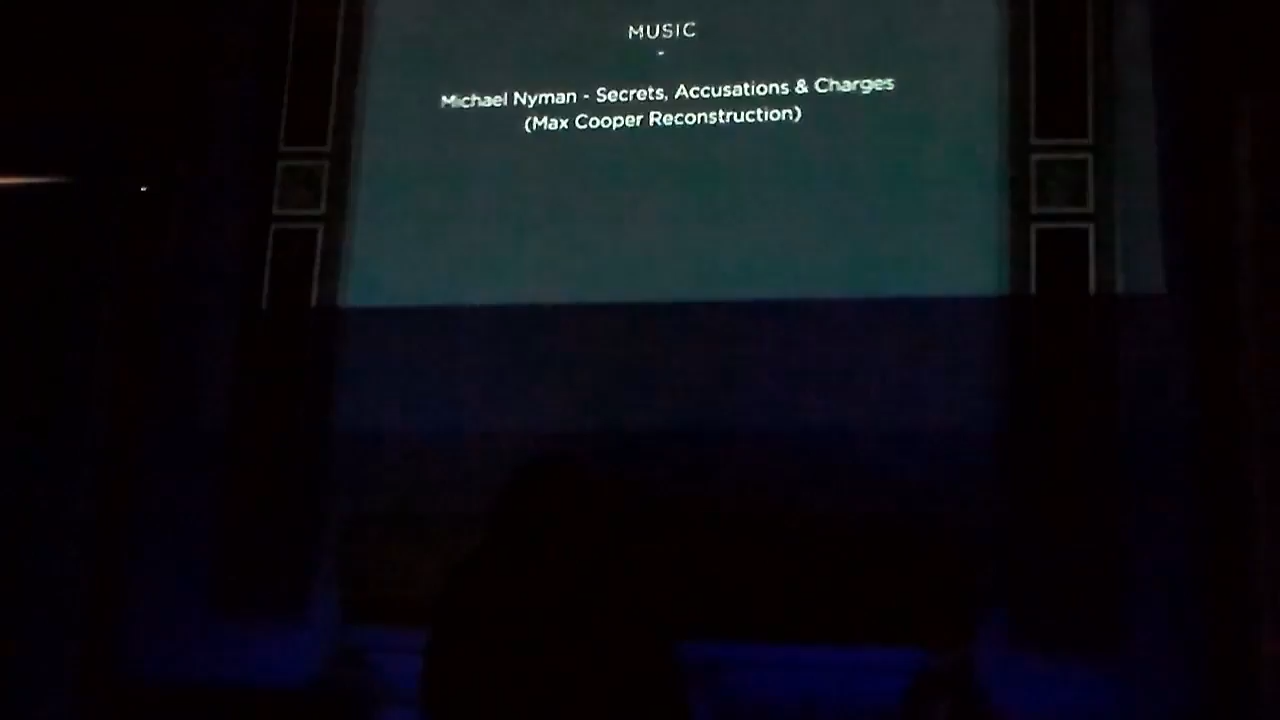 MUSIC
-
Michael Nyman - Secrets, Accusations & Charges
(Max Cooper Reconstruction)